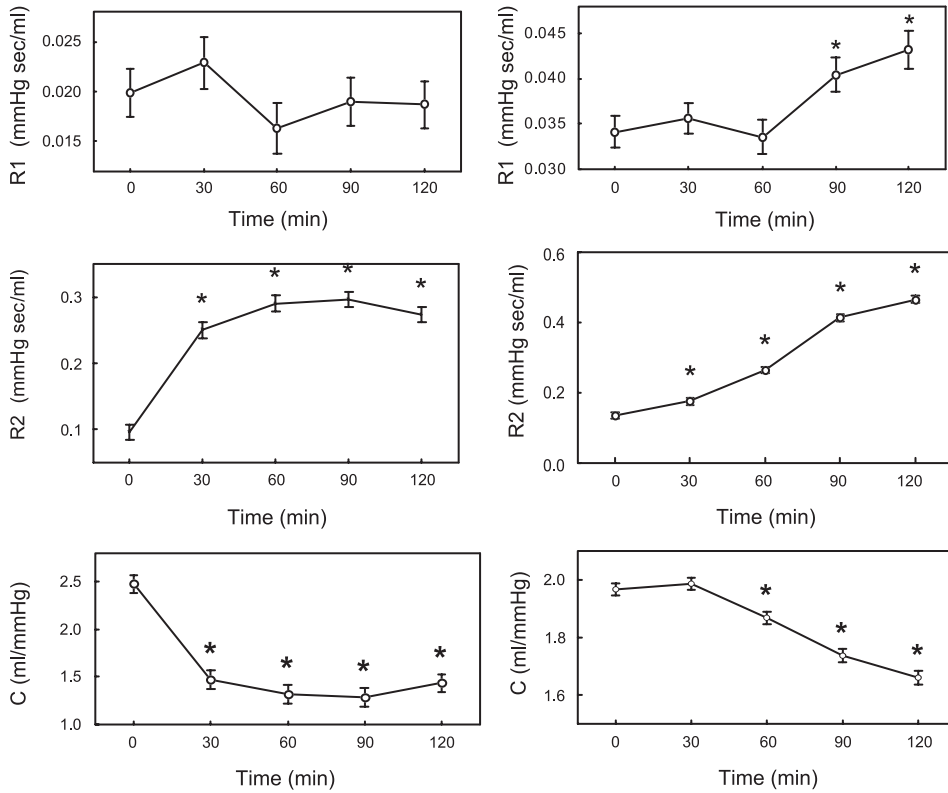 R1 (mmHg sec/ml)
0.025
0.020
0.015
0 30 60 90 120
Time (min)
R1 (mmHg sec/ml)
0.045
0.040
0.035
0.030
* *
0 30 60 90 120
Time (min)
R2 (mmHg sec/ml)
0.3
0.2
0.1
* * * *
0 30 60 90 120
Time (min)
R2 (mmHg sec/ml)
0.6
0.4
0.2
0.0
* * * *
0 30 60 90 120
Time (min)
C (ml/mmHg)
2.5
2.0
1.5
1.0
* * * *
0 30 60 90 120
Time (min)
C (ml/mmHg)
2.0
1.8
1.6
* * *
0 30 60 90 120
Time (min)